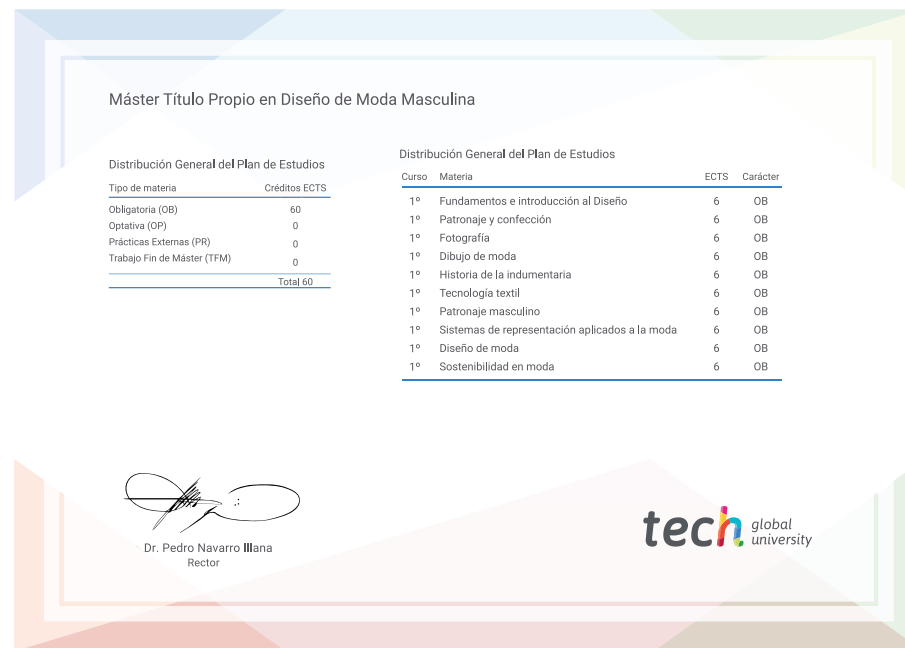 Máster Título Propio en Diseño de Moda Masculina
Distribución General del Plan de Estudios
Tipo de materia Créditos ECTS
Obligatoria (OB) 60
Optativa (OP) 0
Prácticas Externas (PR) 0
Trabajo Fin de Máster (TFM) 0
Total 60
Distribución General del Plan de Estudios
Curso Materia ECTS Carácter
1º Fundamentos e introducción al Diseño 6 OB
1º Patronaje y confección 6 OB
1º Fotografía 6 OB
1º Dibujo de moda 6 OB
1º Historia de la indumentaria 6 OB
1º Tecnología textil 6 OB
1º Patronaje masculino 6 OB
1º Sistemas de representación aplicados a la moda 6 OB
1º Diseño de moda 6 OB
1º Sostenibilidad en moda 6 OB
Dr. Pedro Navarro Illana
Rector
tech global
university